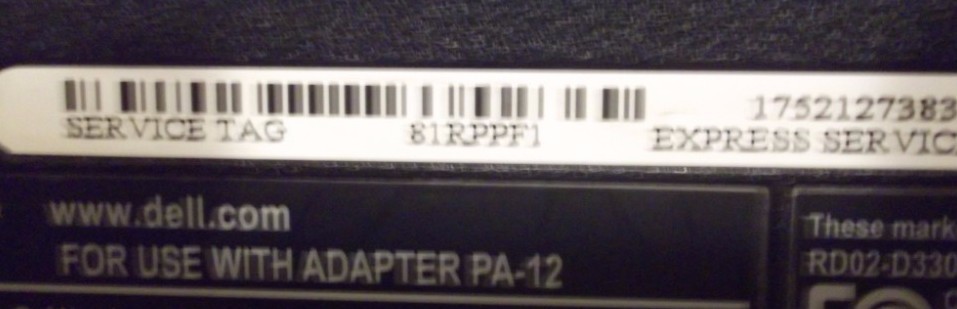 1752127383
SERVICE TAG 81RPPF1 EXPRESS SERVIC
www.dell.com
FOR USE WITH ADAPTER PA-12
These mark
RD02-D330
FC